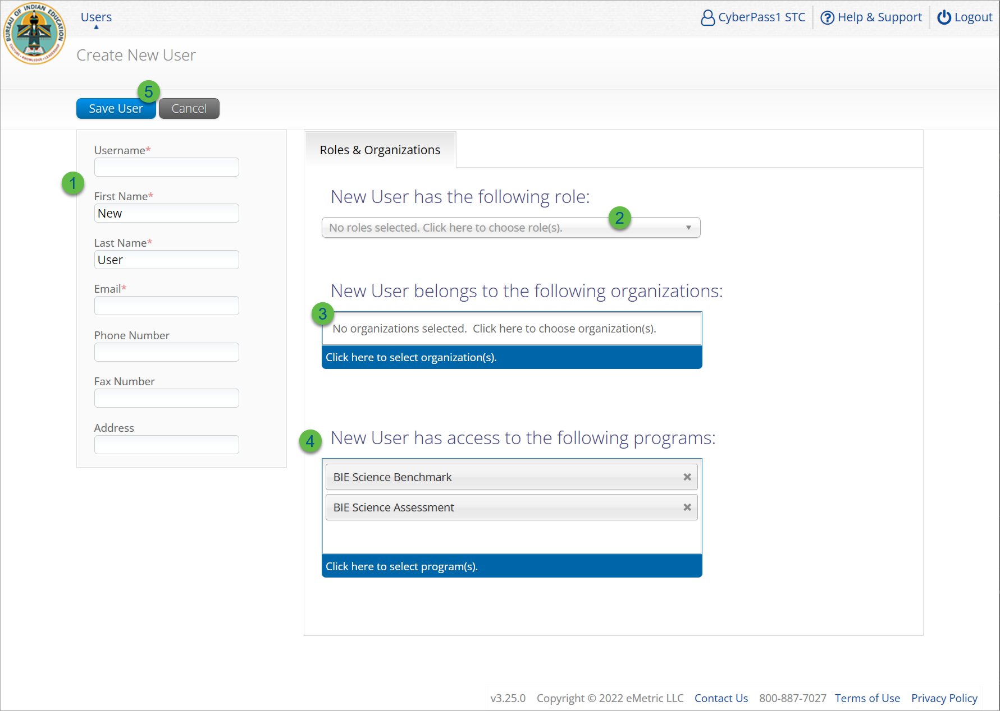 BUREAU OF INDIAN EDUCATION
CULTURE • KNOWLEDGE • LEADERSHIP
Users
CyberPass1 STC
Help & Support
Logout
Create New User
5
Save User
Cancel
1
Username*
First Name*
New
Last Name*
User
Email*
Phone Number
Fax Number
Address
Roles & Organizations
New User has the following role:
2
No roles selected. Click here to choose role(s).
New User belongs to the following organizations:
3
No organizations selected.  Click here to choose organization(s).
Click here to select organization(s).
4
New User has access to the following programs:
BIE Science Benchmark
BIE Science Assessment
Click here to select program(s).
v3.25.0 Copyright © 2022 eMetric LLC Contact Us 800-887-7027 Terms of Use Privacy Policy